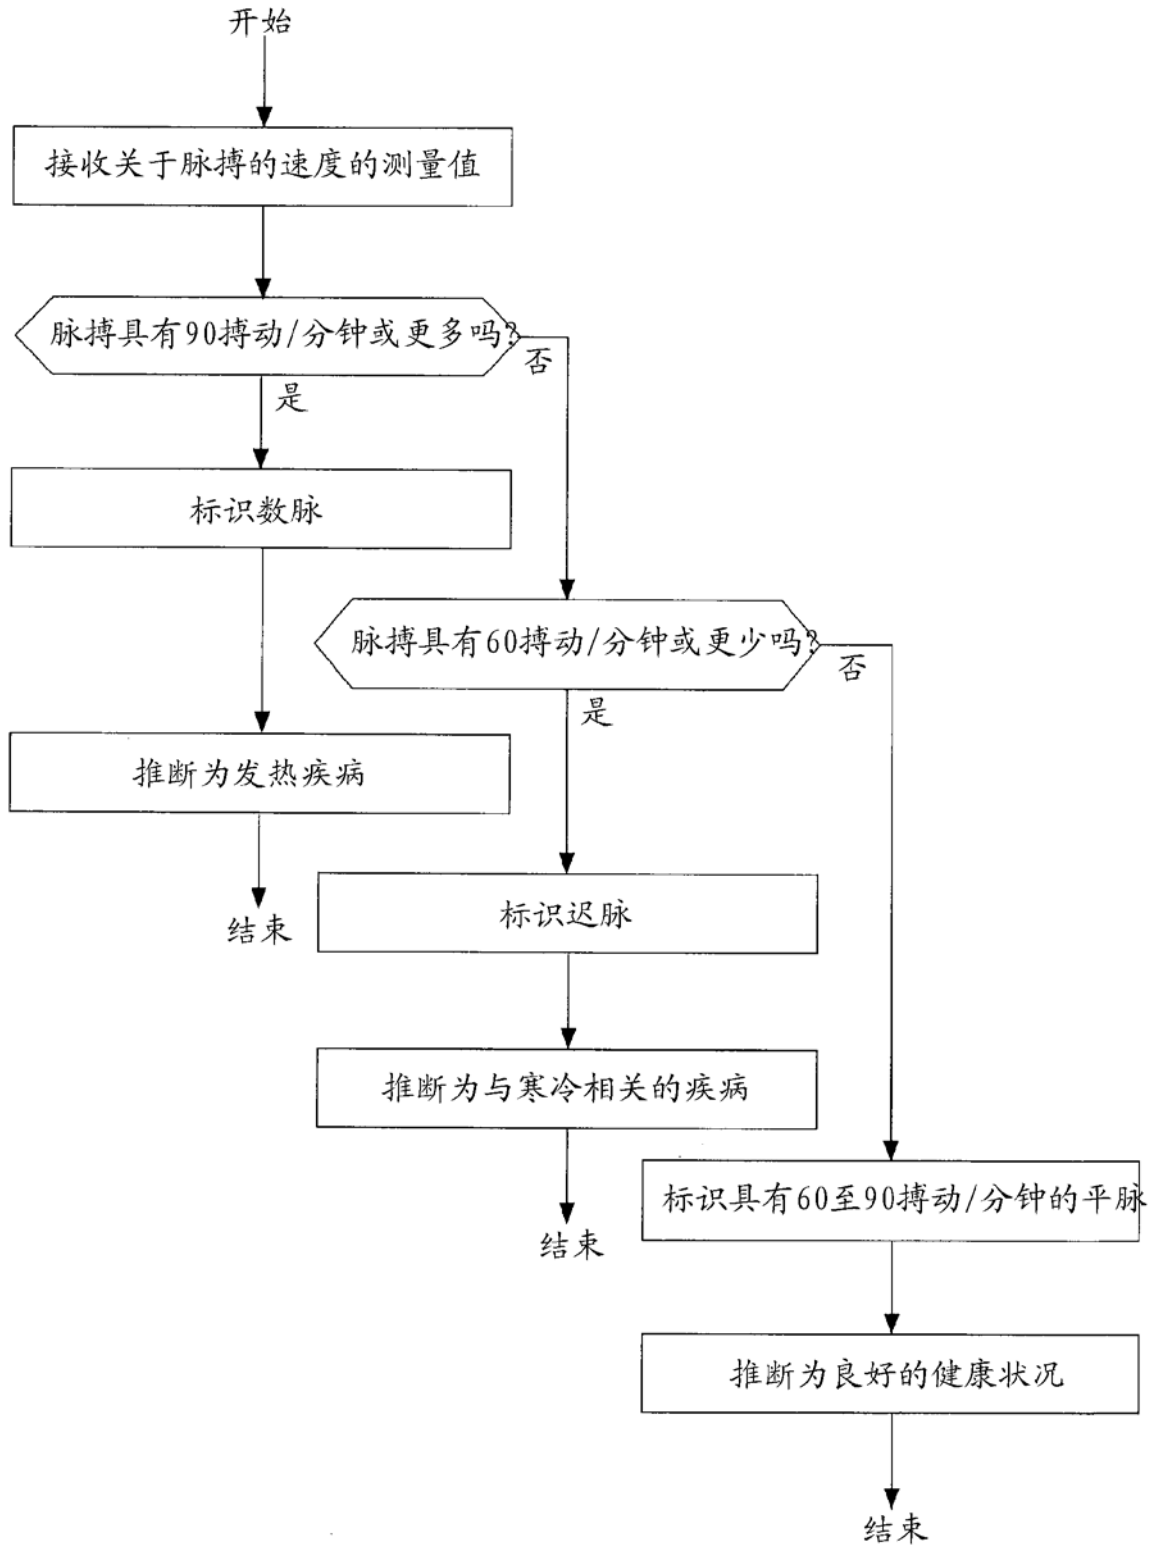 开始
接收关于脉搏的速度的测量值
脉搏具有90搏动/分钟或更多吗?
否
是
标识数脉
脉搏具有60搏动/分钟或更少吗?
否
是
推断为发热疾病
标识迟脉
结束
推断为与寒冷相关的疾病
标识具有60至90搏动/分钟的平脉
结束
推断为良好的健康状况
结束